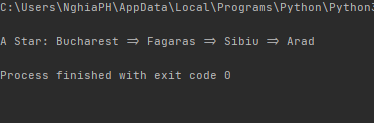 C:\Users\NghiaPH\AppData\Local\Programs\Python\Python3
A Star: Bucharest => Fagaras => Sibiu => Arad
Process finished with exit code 0